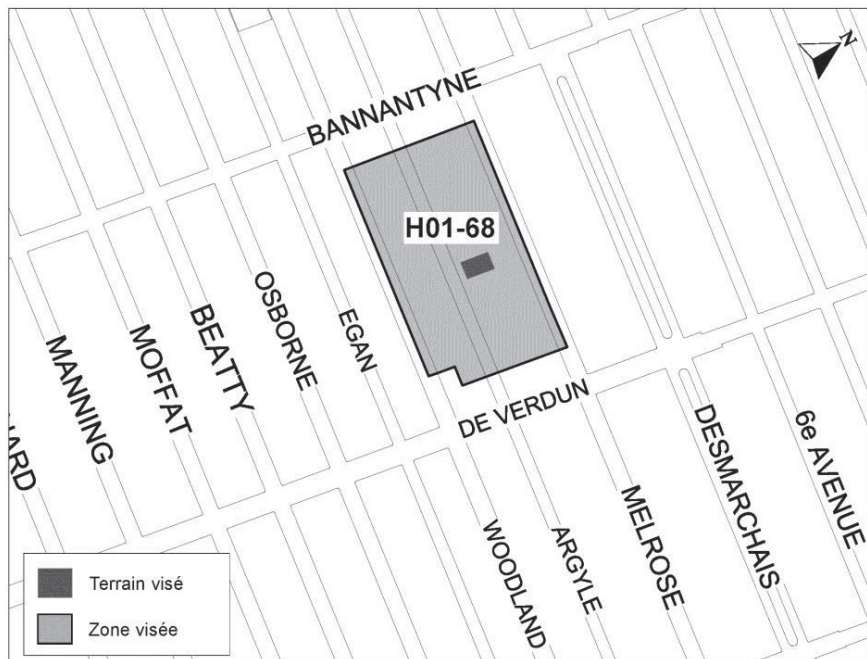 N
BANNANTYNE
H01-68
EGAN
OSBORNE
BEATTY
MOFFAT
MANNING
DE VERDUN
WOODLAND
ARGYLE
MELROSE
DESMARCHAIS
6e AVENUE
Terrain visé
Zone visée